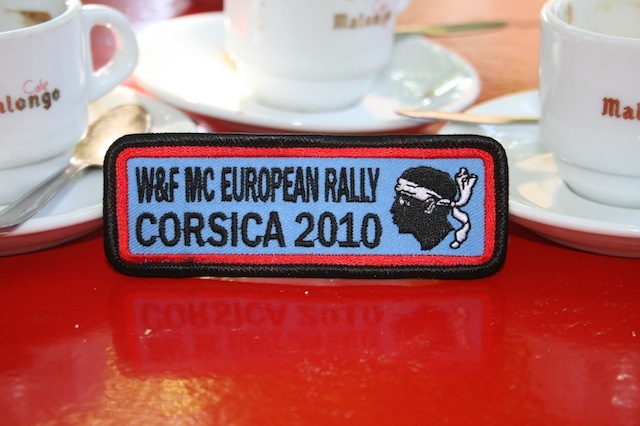 Malongo
Café
Malongo
W&F MC EUROPEAN RALLY
CORSICA 2010